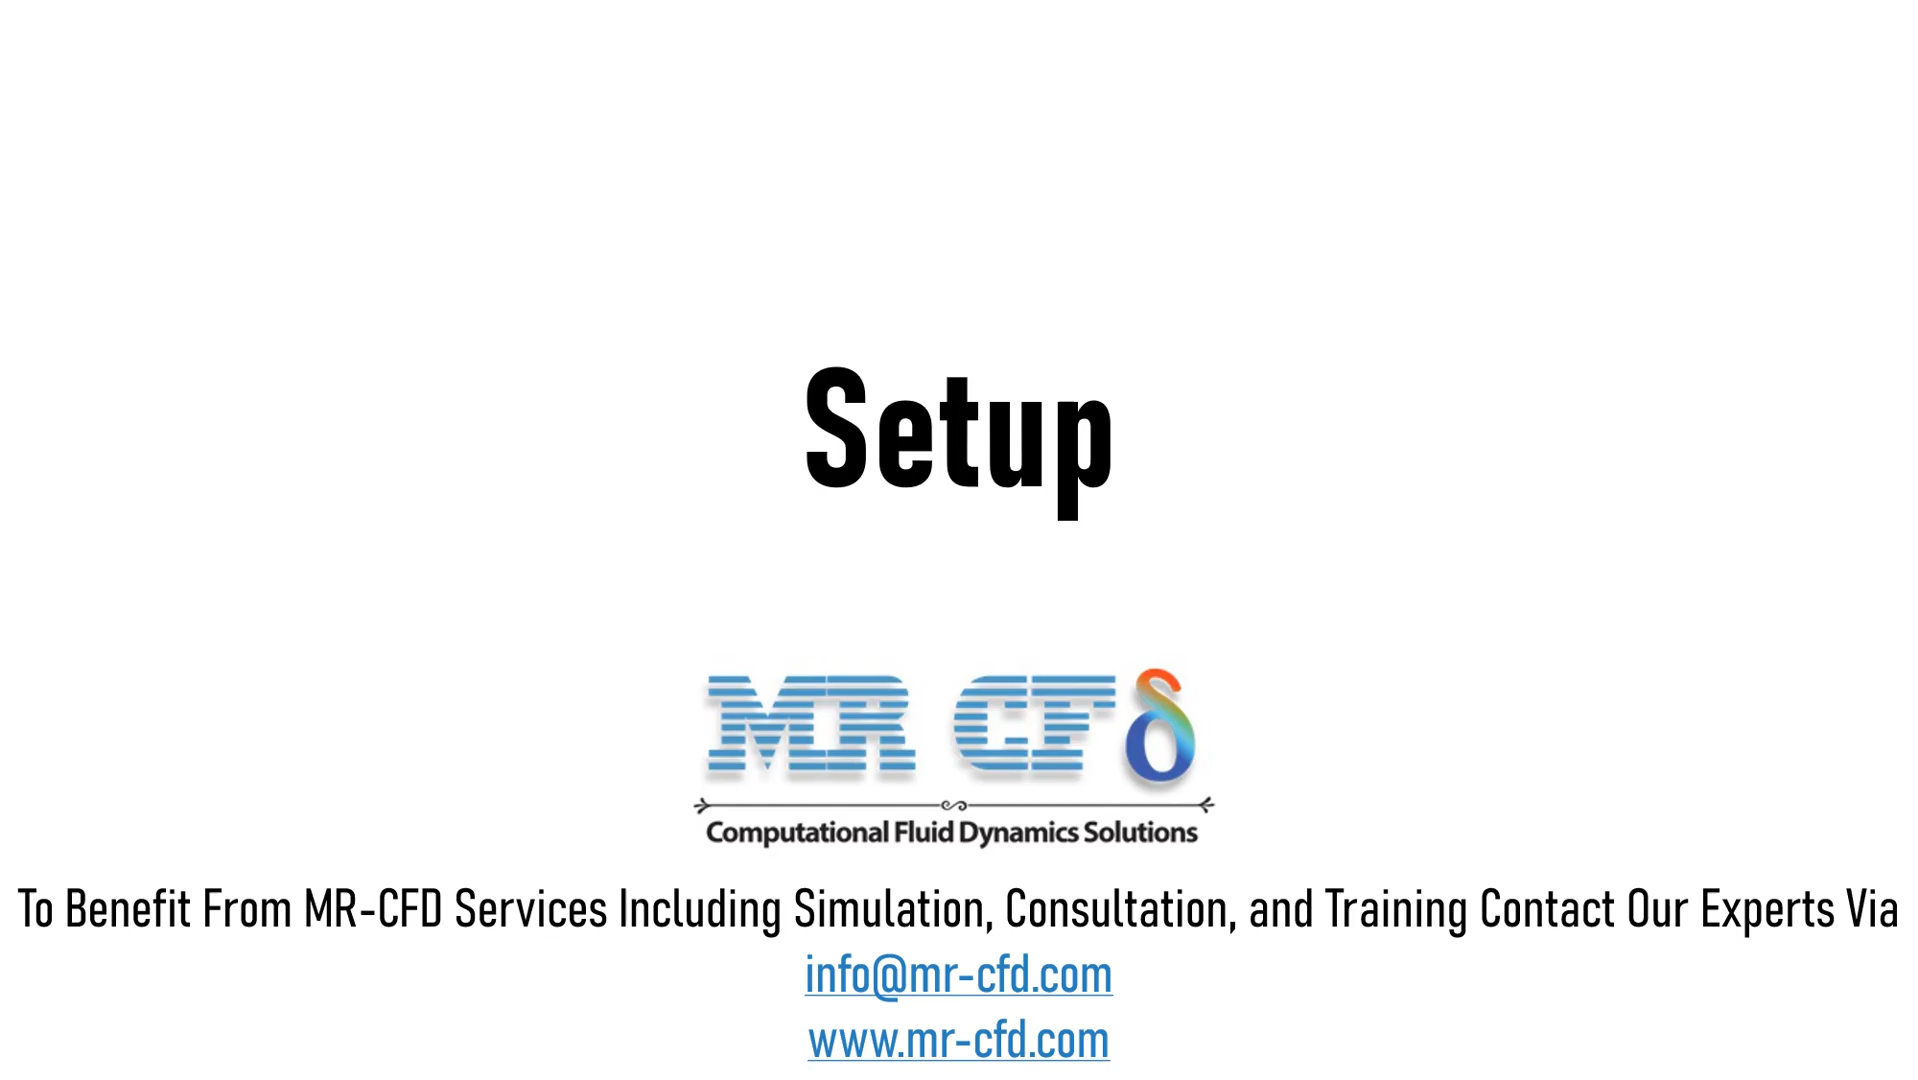 Setup
MR CFδ
Computational Fluid Dynamics Solutions
To Benefit From MR-CFD Services Including Simulation, Consultation, and Training Contact Our Experts Via
info@mr-cfd.com
www.mr-cfd.com